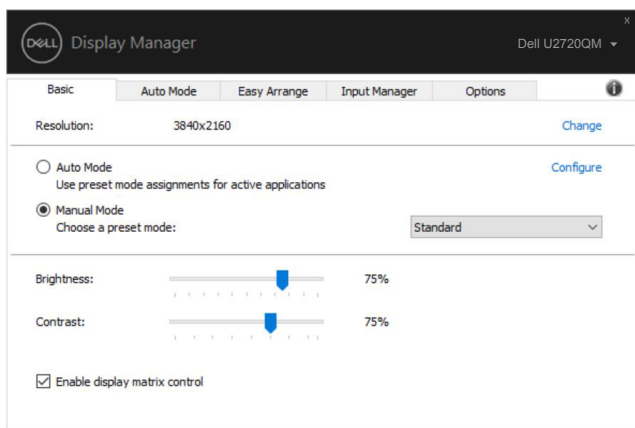 x
DELL Display Manager
Dell U2720QM
Basic Auto Mode Easy Arrange Input Manager Options
Resolution: 3840x2160 Change
Auto Mode Configure
Use preset mode assignments for active applications
Manual Mode
Choose a preset mode: Standard
Brightness: 75%
Contrast: 75%
Enable display matrix control